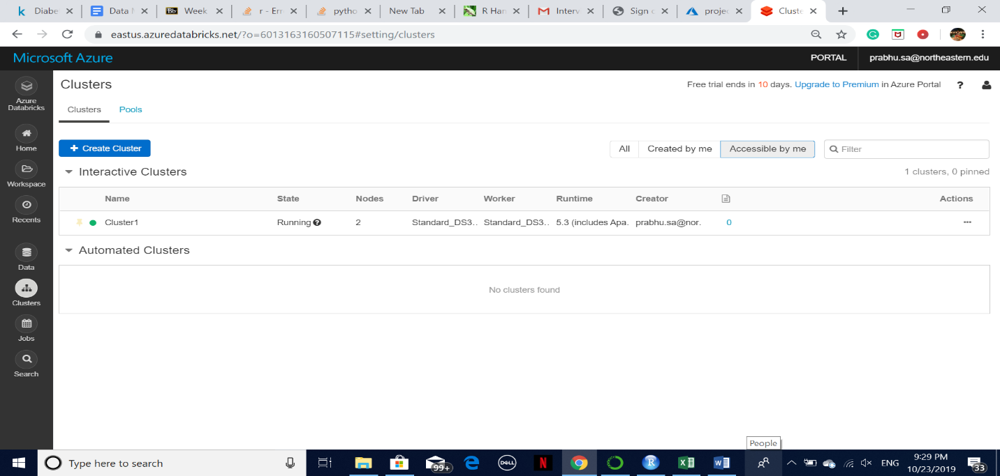 Diabe
Data
Week
r - Err
pytho
New Tab
R Han
Interv
Sign
projec
Cluste
eastus.azuredatabricks.net/?o=6013163160507115#setting/clusters
Microsoft Azure
PORTAL
prabhu.sa@northeastern.edu
Azure
Databricks
Home
Workspace
Recents
Data
Clusters
Jobs
Search
Clusters
Free trial ends in 10 days. Upgrade to Premium in Azure Portal ?
Clusters Pools
+ Create Cluster
All Created by me Accessible by me Filter
Interactive Clusters
1 clusters, 0 pinned
Name State Nodes Driver Worker Runtime Creator Actions
Cluster1 Running 2 Standard_DS3.. Standard_DS3.. 5.3 (includes Apa. prabhu.sa@nor. 0 ...
Automated Clusters
No clusters found
People
Type here to search
99+
DELL
N
R
ENG
9:29 PM
10/23/2019
33